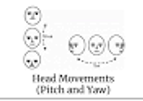 Head Movements
(Pitch and Yaw)